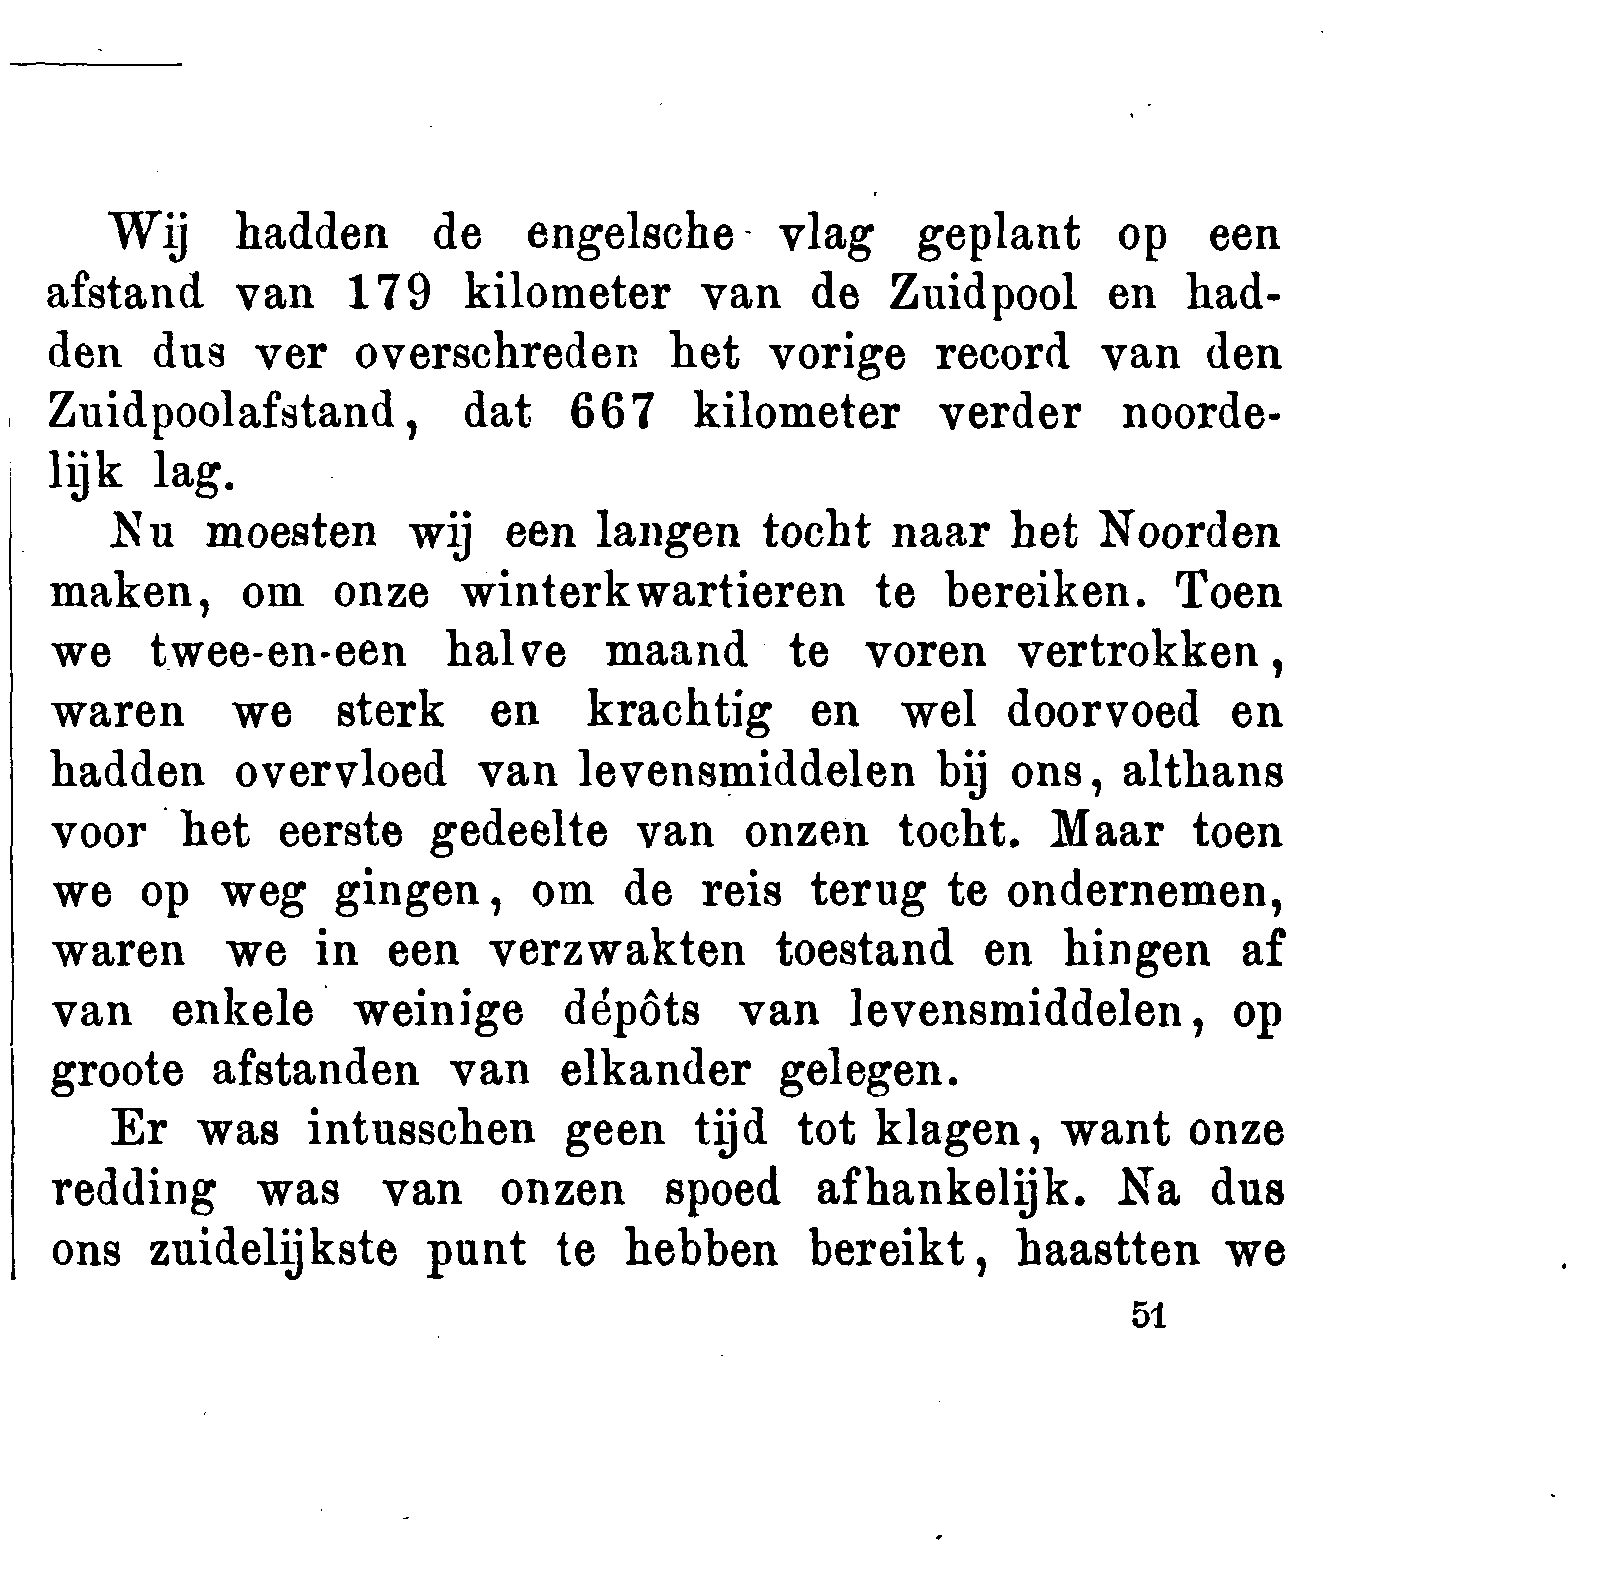 Wij hadden de engelsche vlag geplant op een
afstand van 179 kilometer van de Zuidpool en had-
den dus ver overschreden het vorige record van den
Zuidpoolafstand, dat 667 kilometer verder noorde-
lijk lag.
Nu moesten wij een langen tocht naar het Noorden
maken, om onze winterkwartieren te bereiken. Toen
we twee-en-een halve maand te voren vertrokken,
waren we sterk en krachtig en wel doorvoed en
hadden overvloed van levensmiddelen bij ons, althans
voor het eerste gedeelte van onzen tocht. Maar toen
we op weg gingen, om de reis terug te ondernemen,
waren we in een verzwakten toestand en hingen af
van enkele weinige dépôts van levensmiddelen, op
groote afstanden van elkander gelegen.
Er was intusschen geen tijd tot klagen, want onze
redding was van onzen spoed afhankelijk. Na dus
ons zuidelijkste punt te hebben bereikt, haastten we
51